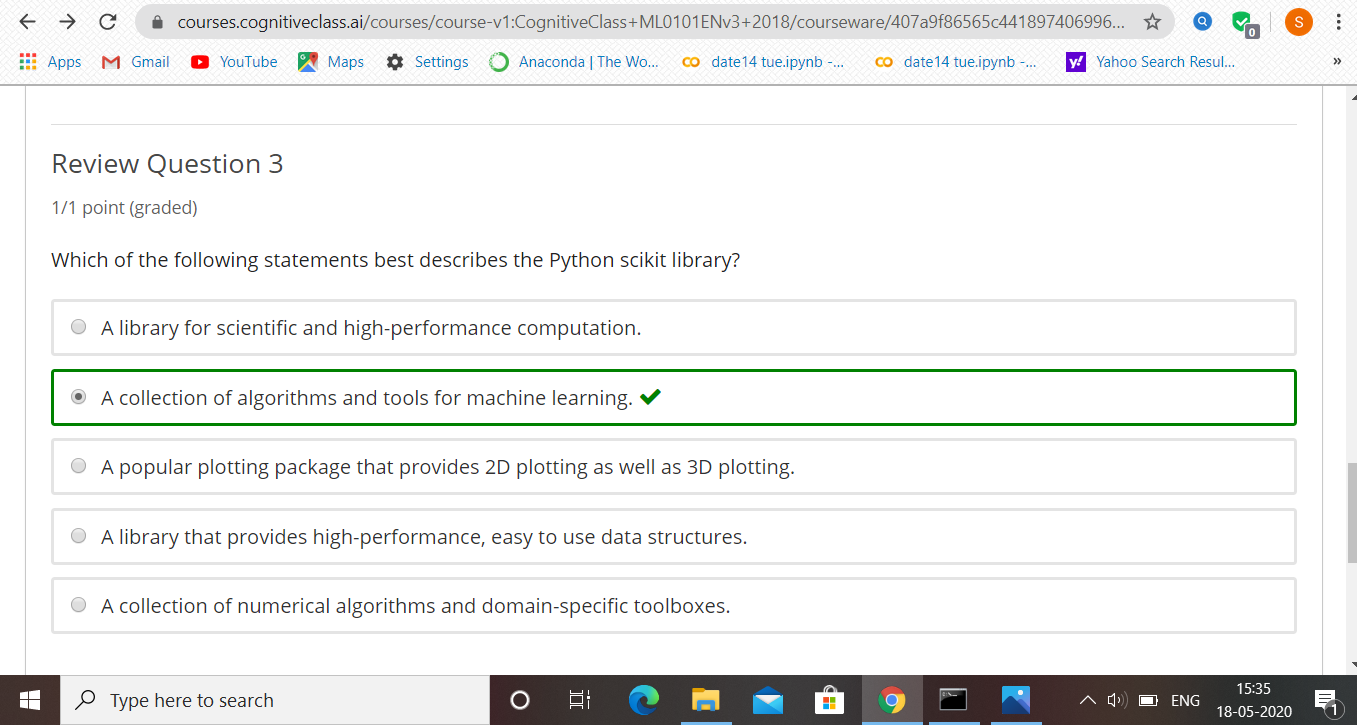 courses.cognitiveclass.ai/courses/course-v1:CognitiveClass+ML0101ENv3+2018/courseware/407a9f86565c441897406996...
0
S
Apps Gmail YouTube Maps Settings Anaconda | The Wo... date14 tue.ipynb -... date14 tue.ipynb -... Yahoo Search Resul... »
Review Question 3
1/1 point (graded)
Which of the following statements best describes the Python scikit library?
A library for scientific and high-performance computation.
A collection of algorithms and tools for machine learning.
A popular plotting package that provides 2D plotting as well as 3D plotting.
A library that provides high-performance, easy to use data structures.
A collection of numerical algorithms and domain-specific toolboxes.
Type here to search
ENG
15:35
18-05-2020
1